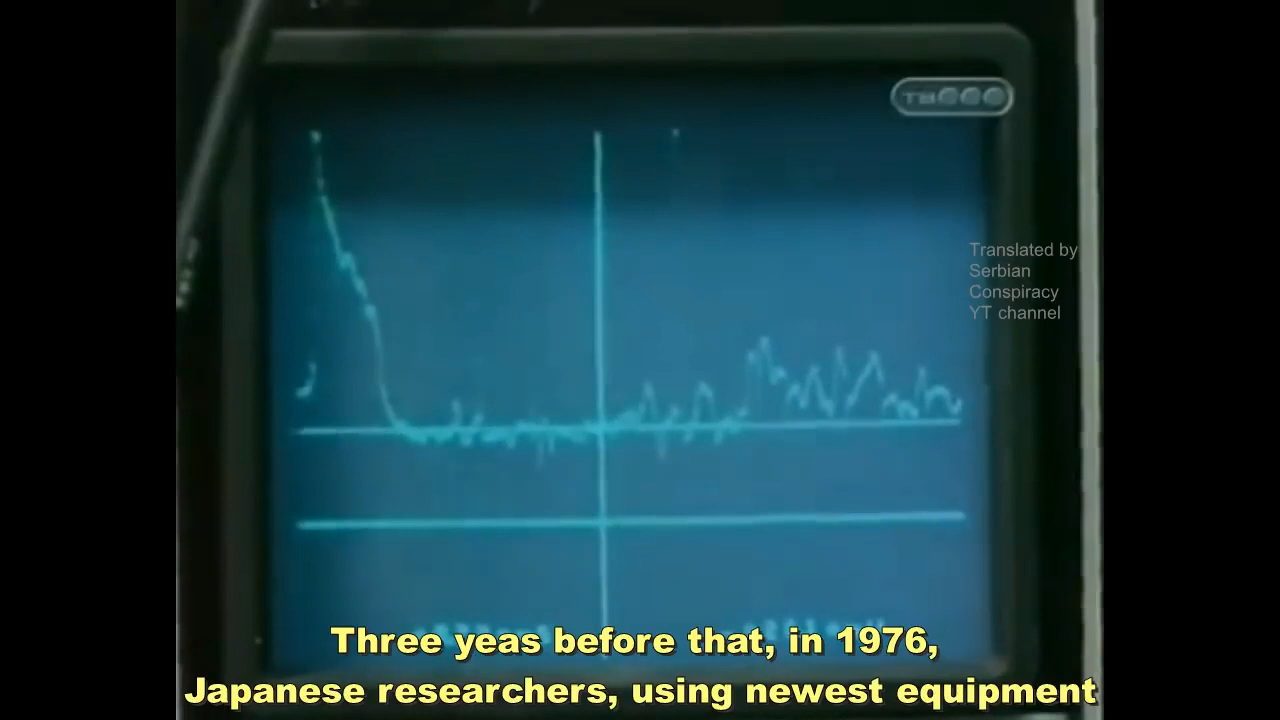 Translated by
Serbian
Conspiracy
YT channel
Three yeas before that, in 1976,
Japanese researchers, using newest equipment